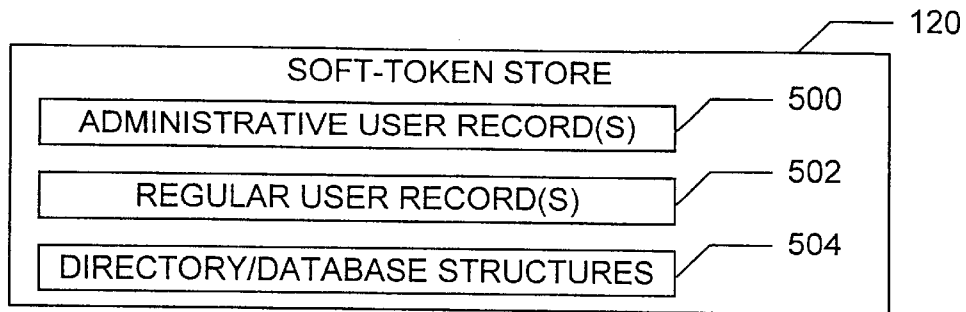 120
SOFT-TOKEN STORE
ADMINISTRATIVE USER RECORD(S)
500
REGULAR USER RECORD(S)
502
DIRECTORY/DATABASE STRUCTURES
504